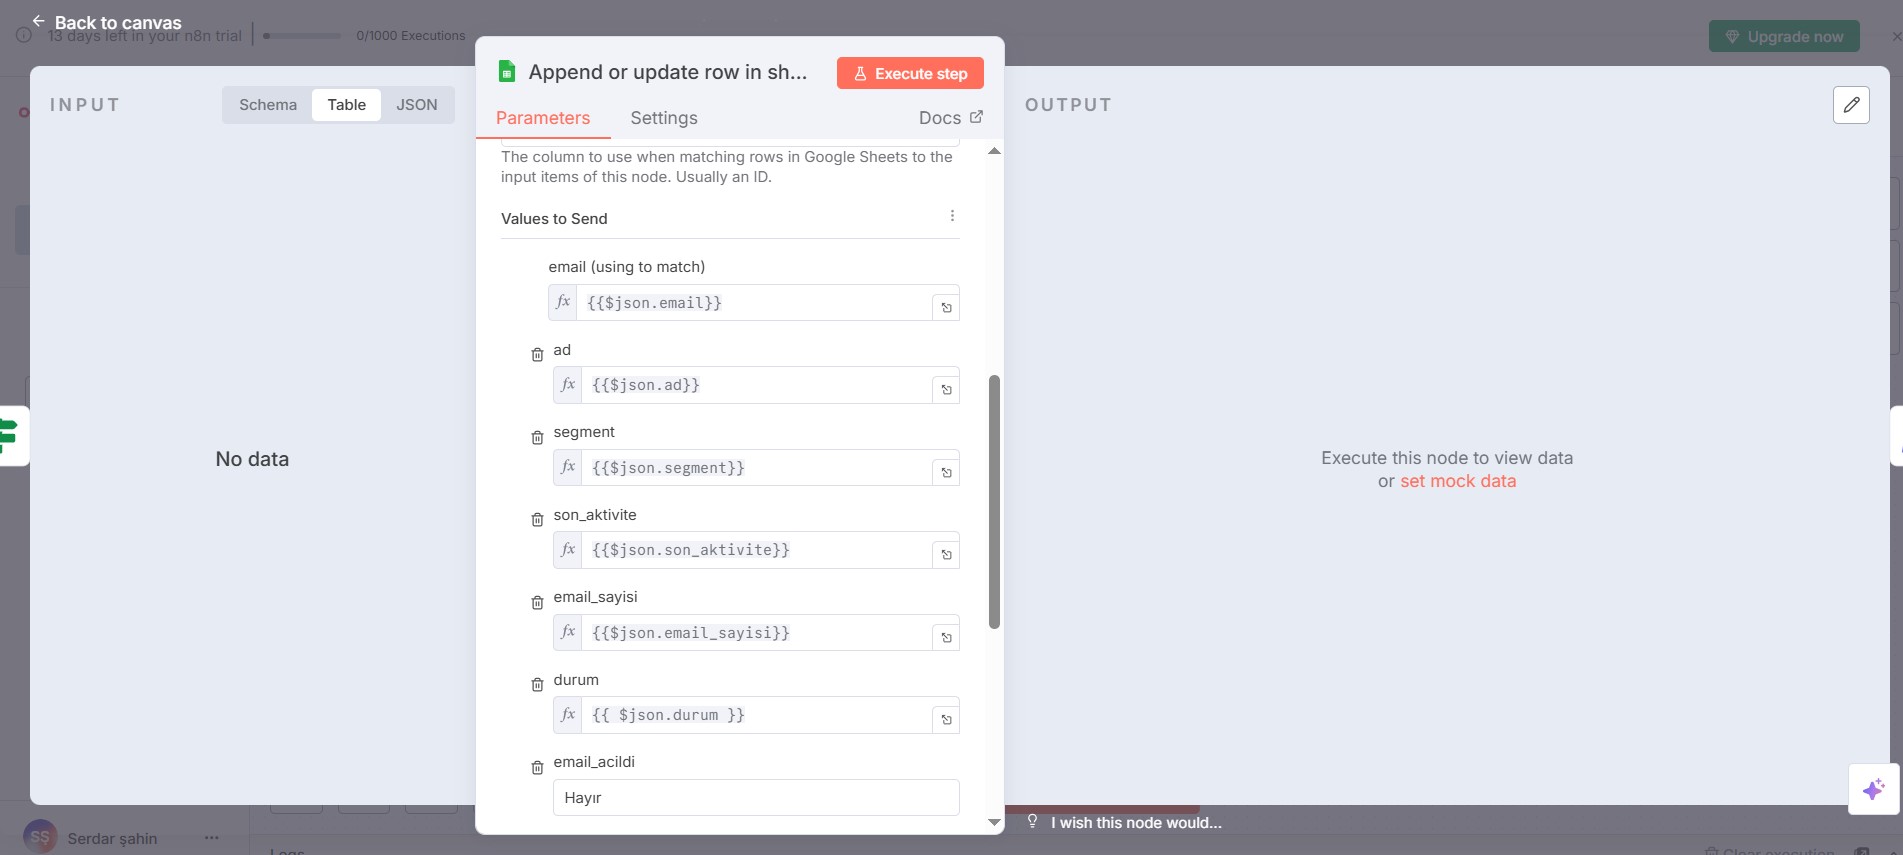 Back to canvas
13 days left in your n8n trial
0/1000 Executions
Upgrade now
INPUT
Schema
Table
JSON
No data
Append or update row in sh...
Execute step
Parameters
Settings
Docs
The column to use when matching rows in Google Sheets to the
input items of this node. Usually an ID.
Values to Send
email (using to match)
fx {{$json.email}}
ad
fx {{$json.ad}}
segment
fx {{$json.segment}}
son_aktivite
fx {{$json.son_aktivite}}
email_sayisi
fx {{$json.email_sayisi}}
durum
fx {{ $json.durum }}
email_acildi
Hayır
OUTPUT
Execute this node to view data
or set mock data
I wish this node would...
SŞ
Serdar şahin
Logs
Clear execution